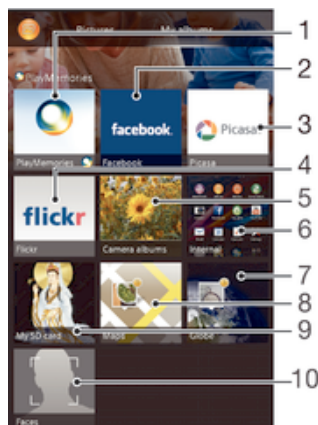 Pictures My albums
PlayMemories
facebook.
Picasa
PlayMemories Facebook Picasa
flickr
Flickr Camera albums Internal
My SD card Maps Globe
Faces
1
2
3
4
5
6
7
8
9
10